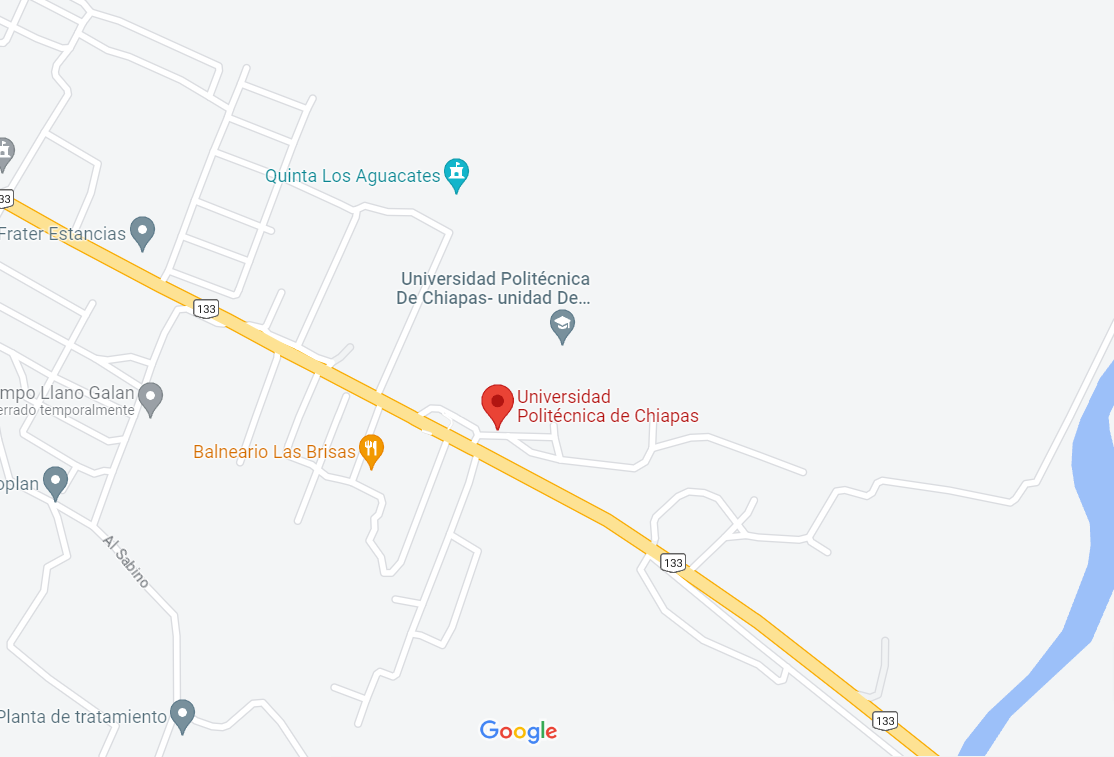 Quinta Los Aguacates
33
Frater Estancias
Universidad Politécnica
De Chiapas- unidad De...
133
mpo Llano Galan
errado temporalmente
Universidad
Politécnica de Chiapas
Balneario Las Brisas
oplan
Al Sabino
133
Planta de tratamiento
133
Google